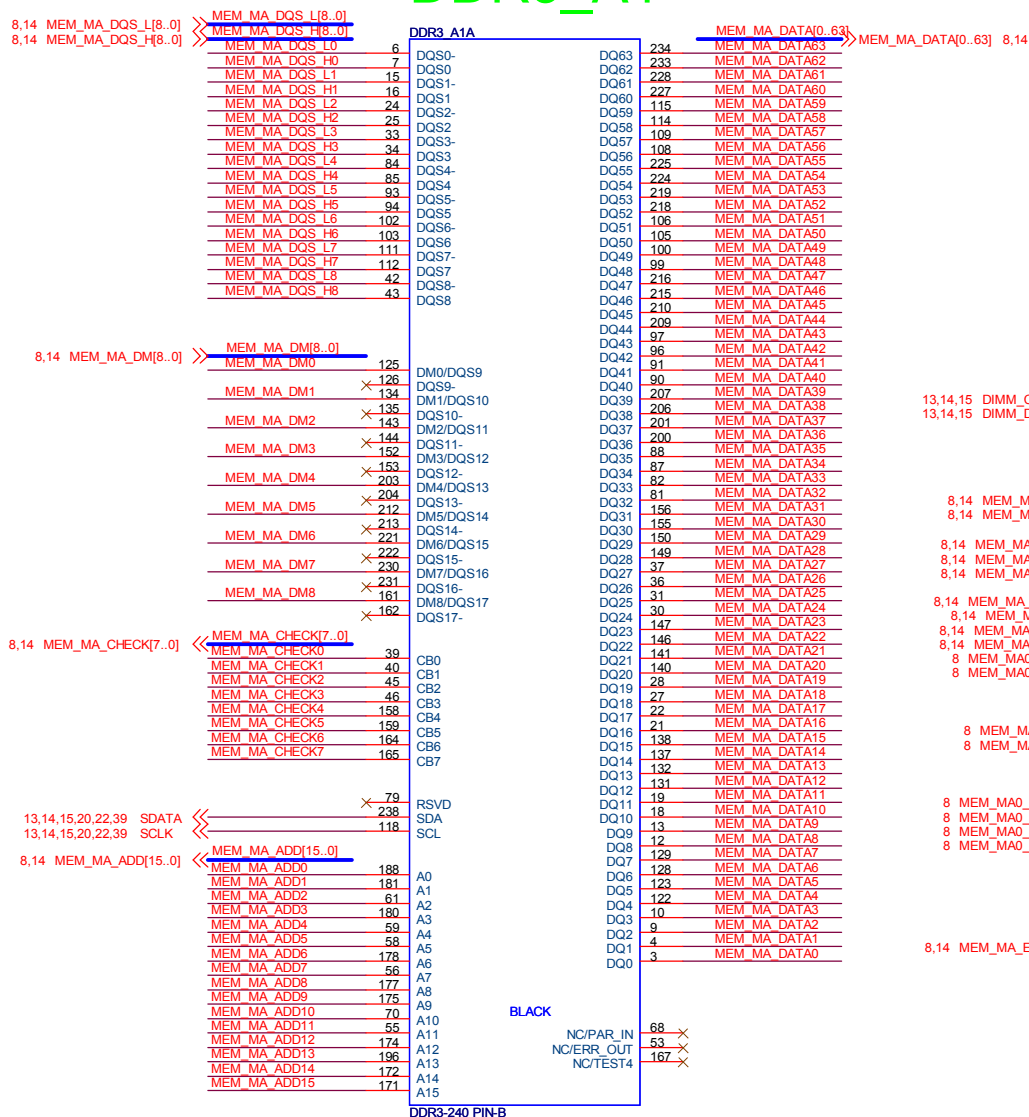 DDR3_A1
8,14 MEM_MA_DQS_L[8..0] MEM_MA_DQS_L[8..0]
8,14 MEM_MA_DQS_H[8..0] MEM_MA_DQS_H[8..0]
DDR3_A1A
MEM_MA_DQS_L0 6 DQS0-
MEM_MA_DQS_H0 7 DQS0
MEM_MA_DQS_L1 15 DQS1-
MEM_MA_DQS_H1 16 DQS1
MEM_MA_DQS_L2 24 DQS2-
MEM_MA_DQS_H2 25 DQS2
MEM_MA_DQS_L3 33 DQS3-
MEM_MA_DQS_H3 34 DQS3
MEM_MA_DQS_L4 84 DQS4-
MEM_MA_DQS_H4 85 DQS4
MEM_MA_DQS_L5 93 DQS5-
MEM_MA_DQS_H5 94 DQS5
MEM_MA_DQS_L6 102 DQS6-
MEM_MA_DQS_H6 103 DQS6
MEM_MA_DQS_L7 111 DQS7-
MEM_MA_DQS_H7 112 DQS7
MEM_MA_DQS_L8 42 DQS8-
MEM_MA_DQS_H8 43 DQS8
8,14 MEM_MA_DM[8..0] MEM_MA_DM[8..0]
MEM_MA_DM0 125 DM0/DQS9
126 DQS9-
MEM_MA_DM1 134 DM1/DQS10
135 DQS10-
MEM_MA_DM2 143 DM2/DQS11
144 DQS11-
MEM_MA_DM3 152 DM3/DQS12
153 DQS12-
MEM_MA_DM4 203 DM4/DQS13
204 DQS13-
MEM_MA_DM5 212 DM5/DQS14
213 DQS14-
MEM_MA_DM6 221 DM6/DQS15
222 DQS15-
MEM_MA_DM7 230 DM7/DQS16
231 DQS16-
MEM_MA_DM8 161 DM8/DQS17
162 DQS17-
8,14 MEM_MA_CHECK[7..0] MEM_MA_CHECK[7..0]
MEM_MA_CHECK0 39 CB0
MEM_MA_CHECK1 40 CB1
MEM_MA_CHECK2 45 CB2
MEM_MA_CHECK3 46 CB3
MEM_MA_CHECK4 158 CB4
MEM_MA_CHECK5 159 CB5
MEM_MA_CHECK6 164 CB6
MEM_MA_CHECK7 165 CB7
79 RSVD
13,14,15,20,22,39 SDATA 238 SDA
13,14,15,20,22,39 SCLK 118 SCL
8,14 MEM_MA_ADD[15..0] MEM_MA_ADD[15..0]
MEM_MA_ADD0 188 A0
MEM_MA_ADD1 181 A1
MEM_MA_ADD2 61 A2
MEM_MA_ADD3 180 A3
MEM_MA_ADD4 59 A4
MEM_MA_ADD5 58 A5
MEM_MA_ADD6 178 A6
MEM_MA_ADD7 56 A7
MEM_MA_ADD8 177 A8
MEM_MA_ADD9 175 A9
MEM_MA_ADD10 70 A10
MEM_MA_ADD11 55 A11
MEM_MA_ADD12 174 A12
MEM_MA_ADD13 196 A13
MEM_MA_ADD14 172 A14
MEM_MA_ADD15 171 A15
DDR3-240 PIN-B
MEM_MA_DATA[0..63] MEM_MA_DATA[0..63] 8,14
DQ63 234 MEM_MA_DATA63
DQ62 233 MEM_MA_DATA62
DQ61 228 MEM_MA_DATA61
DQ60 227 MEM_MA_DATA60
DQ59 115 MEM_MA_DATA59
DQ58 114 MEM_MA_DATA58
DQ57 109 MEM_MA_DATA57
DQ56 108 MEM_MA_DATA56
DQ55 225 MEM_MA_DATA55
DQ54 224 MEM_MA_DATA54
DQ53 219 MEM_MA_DATA53
DQ52 218 MEM_MA_DATA52
DQ51 106 MEM_MA_DATA51
DQ50 105 MEM_MA_DATA50
DQ49 100 MEM_MA_DATA49
DQ48 99 MEM_MA_DATA48
DQ47 216 MEM_MA_DATA47
DQ46 215 MEM_MA_DATA46
DQ45 210 MEM_MA_DATA45
DQ44 209 MEM_MA_DATA44
DQ43 97 MEM_MA_DATA43
DQ42 96 MEM_MA_DATA42
DQ41 91 MEM_MA_DATA41
DQ40 90 MEM_MA_DATA40
DQ39 207 MEM_MA_DATA39
DQ38 206 MEM_MA_DATA38
DQ37 201 MEM_MA_DATA37
DQ36 200 MEM_MA_DATA36
DQ35 88 MEM_MA_DATA35
DQ34 87 MEM_MA_DATA34
DQ33 82 MEM_MA_DATA33
DQ32 81 MEM_MA_DATA32
DQ31 156 MEM_MA_DATA31
DQ30 155 MEM_MA_DATA30
DQ29 150 MEM_MA_DATA29
DQ28 149 MEM_MA_DATA28
DQ27 37 MEM_MA_DATA27
DQ26 36 MEM_MA_DATA26
DQ25 31 MEM_MA_DATA25
DQ24 30 MEM_MA_DATA24
DQ23 147 MEM_MA_DATA23
DQ22 146 MEM_MA_DATA22
DQ21 141 MEM_MA_DATA21
DQ20 140 MEM_MA_DATA20
DQ19 28 MEM_MA_DATA19
DQ18 27 MEM_MA_DATA18
DQ17 22 MEM_MA_DATA17
DQ16 21 MEM_MA_DATA16
DQ15 138 MEM_MA_DATA15
DQ14 137 MEM_MA_DATA14
DQ13 132 MEM_MA_DATA13
DQ12 131 MEM_MA_DATA12
DQ11 19 MEM_MA_DATA11
DQ10 18 MEM_MA_DATA10
DQ9 13 MEM_MA_DATA9
DQ8 12 MEM_MA_DATA8
DQ7 129 MEM_MA_DATA7
DQ6 128 MEM_MA_DATA6
DQ5 123 MEM_MA_DATA5
DQ4 122 MEM_MA_DATA4
DQ3 10 MEM_MA_DATA3
DQ2 9 MEM_MA_DATA2
DQ1 4 MEM_MA_DATA1
DQ0 3 MEM_MA_DATA0
BLACK
NC/PAR_IN 68
NC/ERR_OUT 53
NC/TEST4 167
13,14,15
13,14,15
8,14
8,14
8,14 MEM_MA
8,14 MEM_MA
8,14 MEM_MA
8,14 MEM_MA_
8,14
8,14 MEM_MA
8,14 MEM_MA
8 MEM_MA0
8 MEM_MA0
8
8
8 MEM_MA0_
8 MEM_MA0_
8 MEM_MA0_
8 MEM_MA0_
8,14